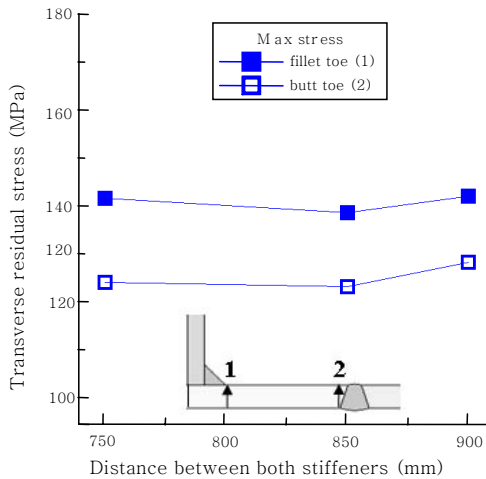 180
160
140
120
120
100
Transverse residual stress (MPa)
Max stress
fillet toe (1)
butt toe (2)
1
2
750
800
850
900
Distance between both stiffeners (mm)